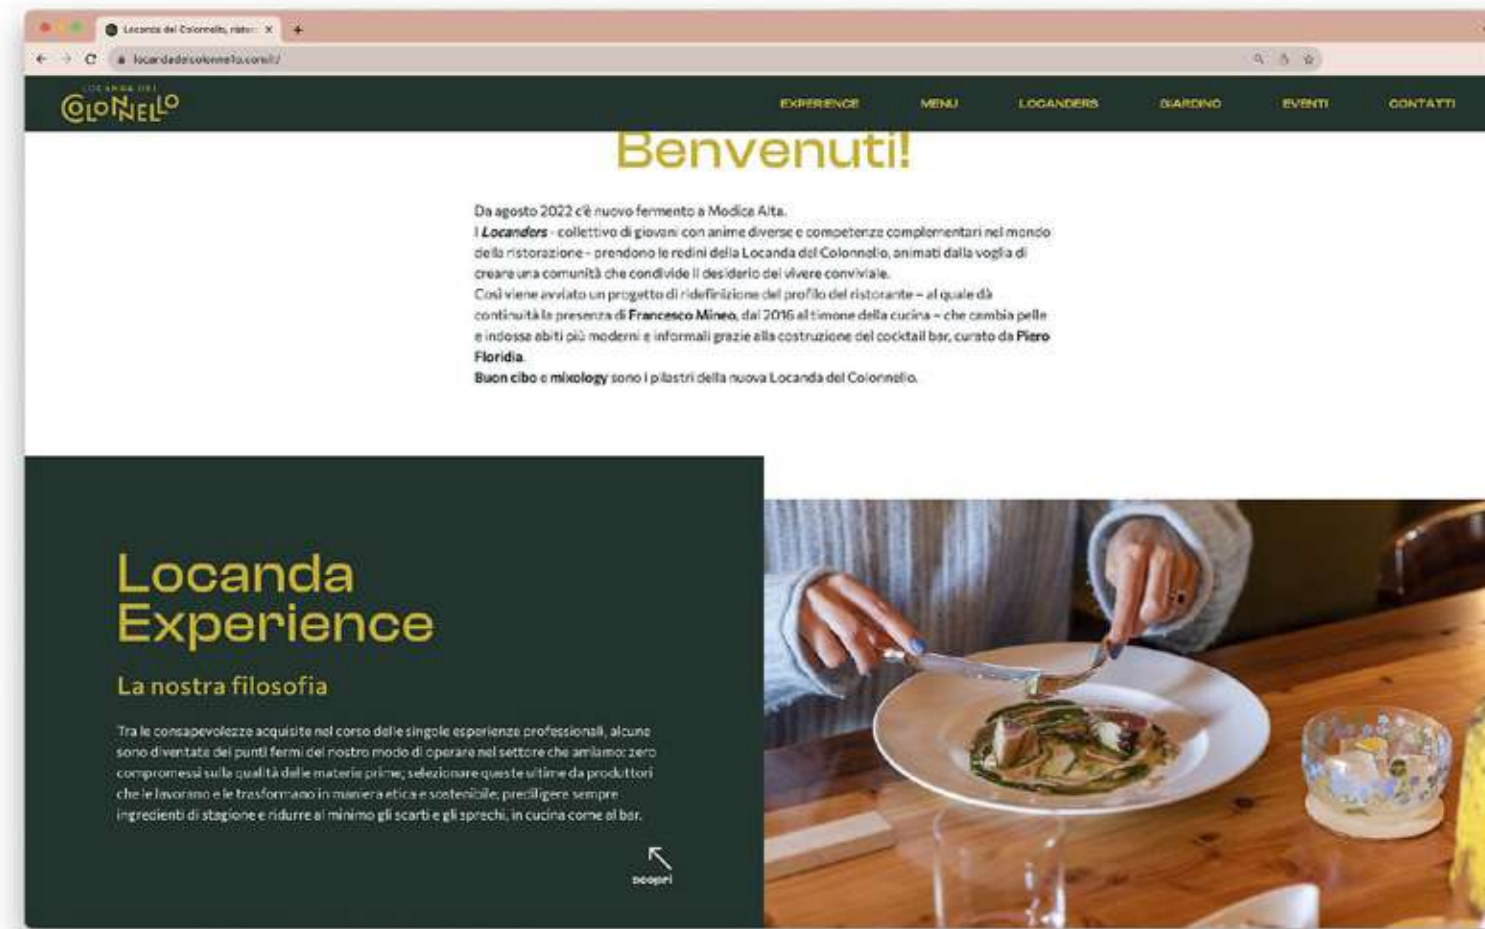 Locanda del Colonnello, ristor
locandadelcolonnello.com/it/
LOCANDA DEL
COLONNELLO
EXPERIENCE MENU LOCANDERS GIARDINO EVENTI CONTATTI
Benvenuti!
Da agosto 2022 c'è nuovo fermento a Modica Alta.
I Locanders - collettivo di giovani con anime diverse e competenze complementari nel mondo
della ristorazione - prendono le redini della Locanda del Colonnello, animati dalla voglia di
creare una comunità che condivide il desiderio del vivere conviviale.
Così viene avviato un progetto di ridefinizione del profilo del ristorante – al quale dà
continuità la presenza di Francesco Mineo, dal 2016 al timone della cucina – che cambia pelle
e indossa abiti più moderni e informali grazie alla costruzione del cocktail bar, curato da Piero
Floridia.
Buon cibo e mixology sono i pilastri della nuova Locanda del Colonnello.
Locanda
Experience
La nostra filosofia
Tra le consapevolezze acquisite nel corso delle singole esperienze professionali, alcune
sono diventate dei punti fermi del nostro modo di operare nel settore che amiamo: zero
compromessi sulla qualità delle materie prime; selezionare queste ultime da produttori
che le lavorano e le trasformano in maniera etica e sostenibile; prediligere sempre
ingredienti di stagione e ridurre al minimo gli scarti e gli sprechi, in cucina come al bar.
scopri